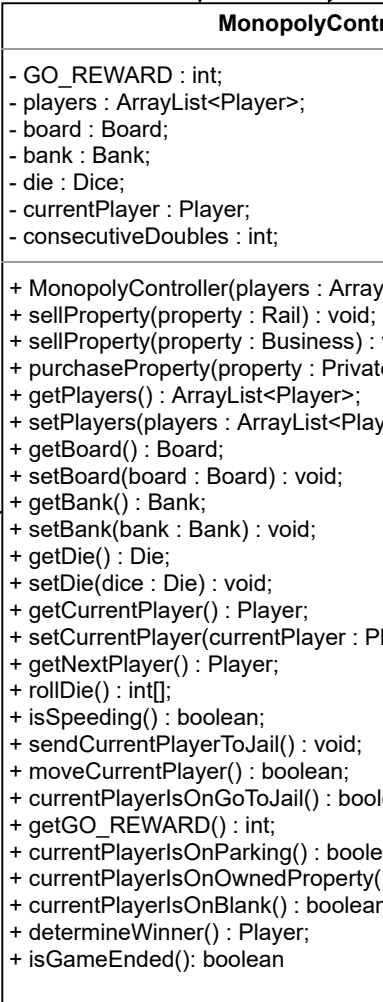 MonopolyContr
- GO_REWARD : int;
- players : ArrayList<Player>;
- board : Board;
- bank : Bank;
- die : Dice;
- currentPlayer : Player;
- consecutiveDoubles : int;
+ MonopolyController(players : Array
+ sellProperty(property : Rail) : void;
+ sellProperty(property : Business) :
+ purchaseProperty(property : Private
+ getPlayers() : ArrayList<Player>;
+ setPlayers(players : ArrayList<Play
+ getBoard() : Board;
+ setBoard(board : Board) : void;
+ getBank() : Bank;
+ setBank(bank : Bank) : void;
+ getDie() : Die;
+ setDie(dice : Die) : void;
+ getCurrentPlayer() : Player;
+ setCurrentPlayer(currentPlayer : Pl
+ getNextPlayer() : Player;
+ rollDie() : int[];
+ isSpeeding() : boolean;
+ sendCurrentPlayerToJail() : void;
+ moveCurrentPlayer() : boolean;
+ currentPlayerIsOnGoToJail() : bool
+ getGO_REWARD() : int;
+ currentPlayerIsOnParking() : boole
+ currentPlayerIsOnOwnedProperty(
+ currentPlayerIsOnBlank() : boolean
+ determineWinner() : Player;
+ isGameEnded(): boolean